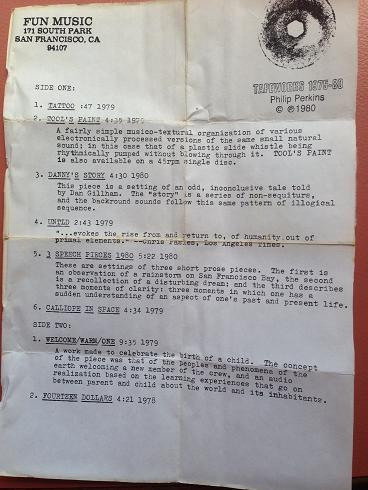 FUN MUSIC
171 SOUTH PARK
SAN FRANCISCO, CA
94107
TAPEWORKS 1975-80
Philip Perkins
© ℗1980
SIDE ONE:
1. TATTOO :47 1979
2. TOOL'S PAINT 4:35 1979
A fairly simple musico-textural organization of various
electronically processed versions of the same small natural
sound; in this case that of a plastic slide whistle being
rhythmically pumped without blowing through it. TOOL'S PAINT
is also available on a 45rpm single disc.
3. DANNY'S STORY 4:30 1980
This piece is a setting of an odd, inconclusive tale told
by Dan Gillham. The "story" is a series of non-sequiturs,
and the background sounds follow this same pattern of illogical
sequence.
4. UNTLD 2:43 1979
"...evokes the rise from and return to, of humanity out of
primal elements." --Chris Pasles, Los Angeles Times.
5. 3 SPEECH PIECES 1980 5:22 1980
These are settings of three short prose pieces. The first is
an observation of a rainstorm on San Francisco Bay, the second
is a recollection of a disturbing dream; and the third describes
three moments of clarity: three moments in which one has a
sudden understanding of an aspect of one's past and present life.
6. CALLIOPE IN SPACE 4:34 1979
SIDE TWO:
1. WELCOME/WARM/ONE 9:35 1979
A work made to celebrate the birth of a child. The concept
of the piece was that of the peoples and phenomena of the
earth welcoming a new member of the crew, and an audio
realization based on the learning experiences that go on
between parent and child about the world and its inhabitants.
2. FOURTEEN DOLLARS 4:21 1978